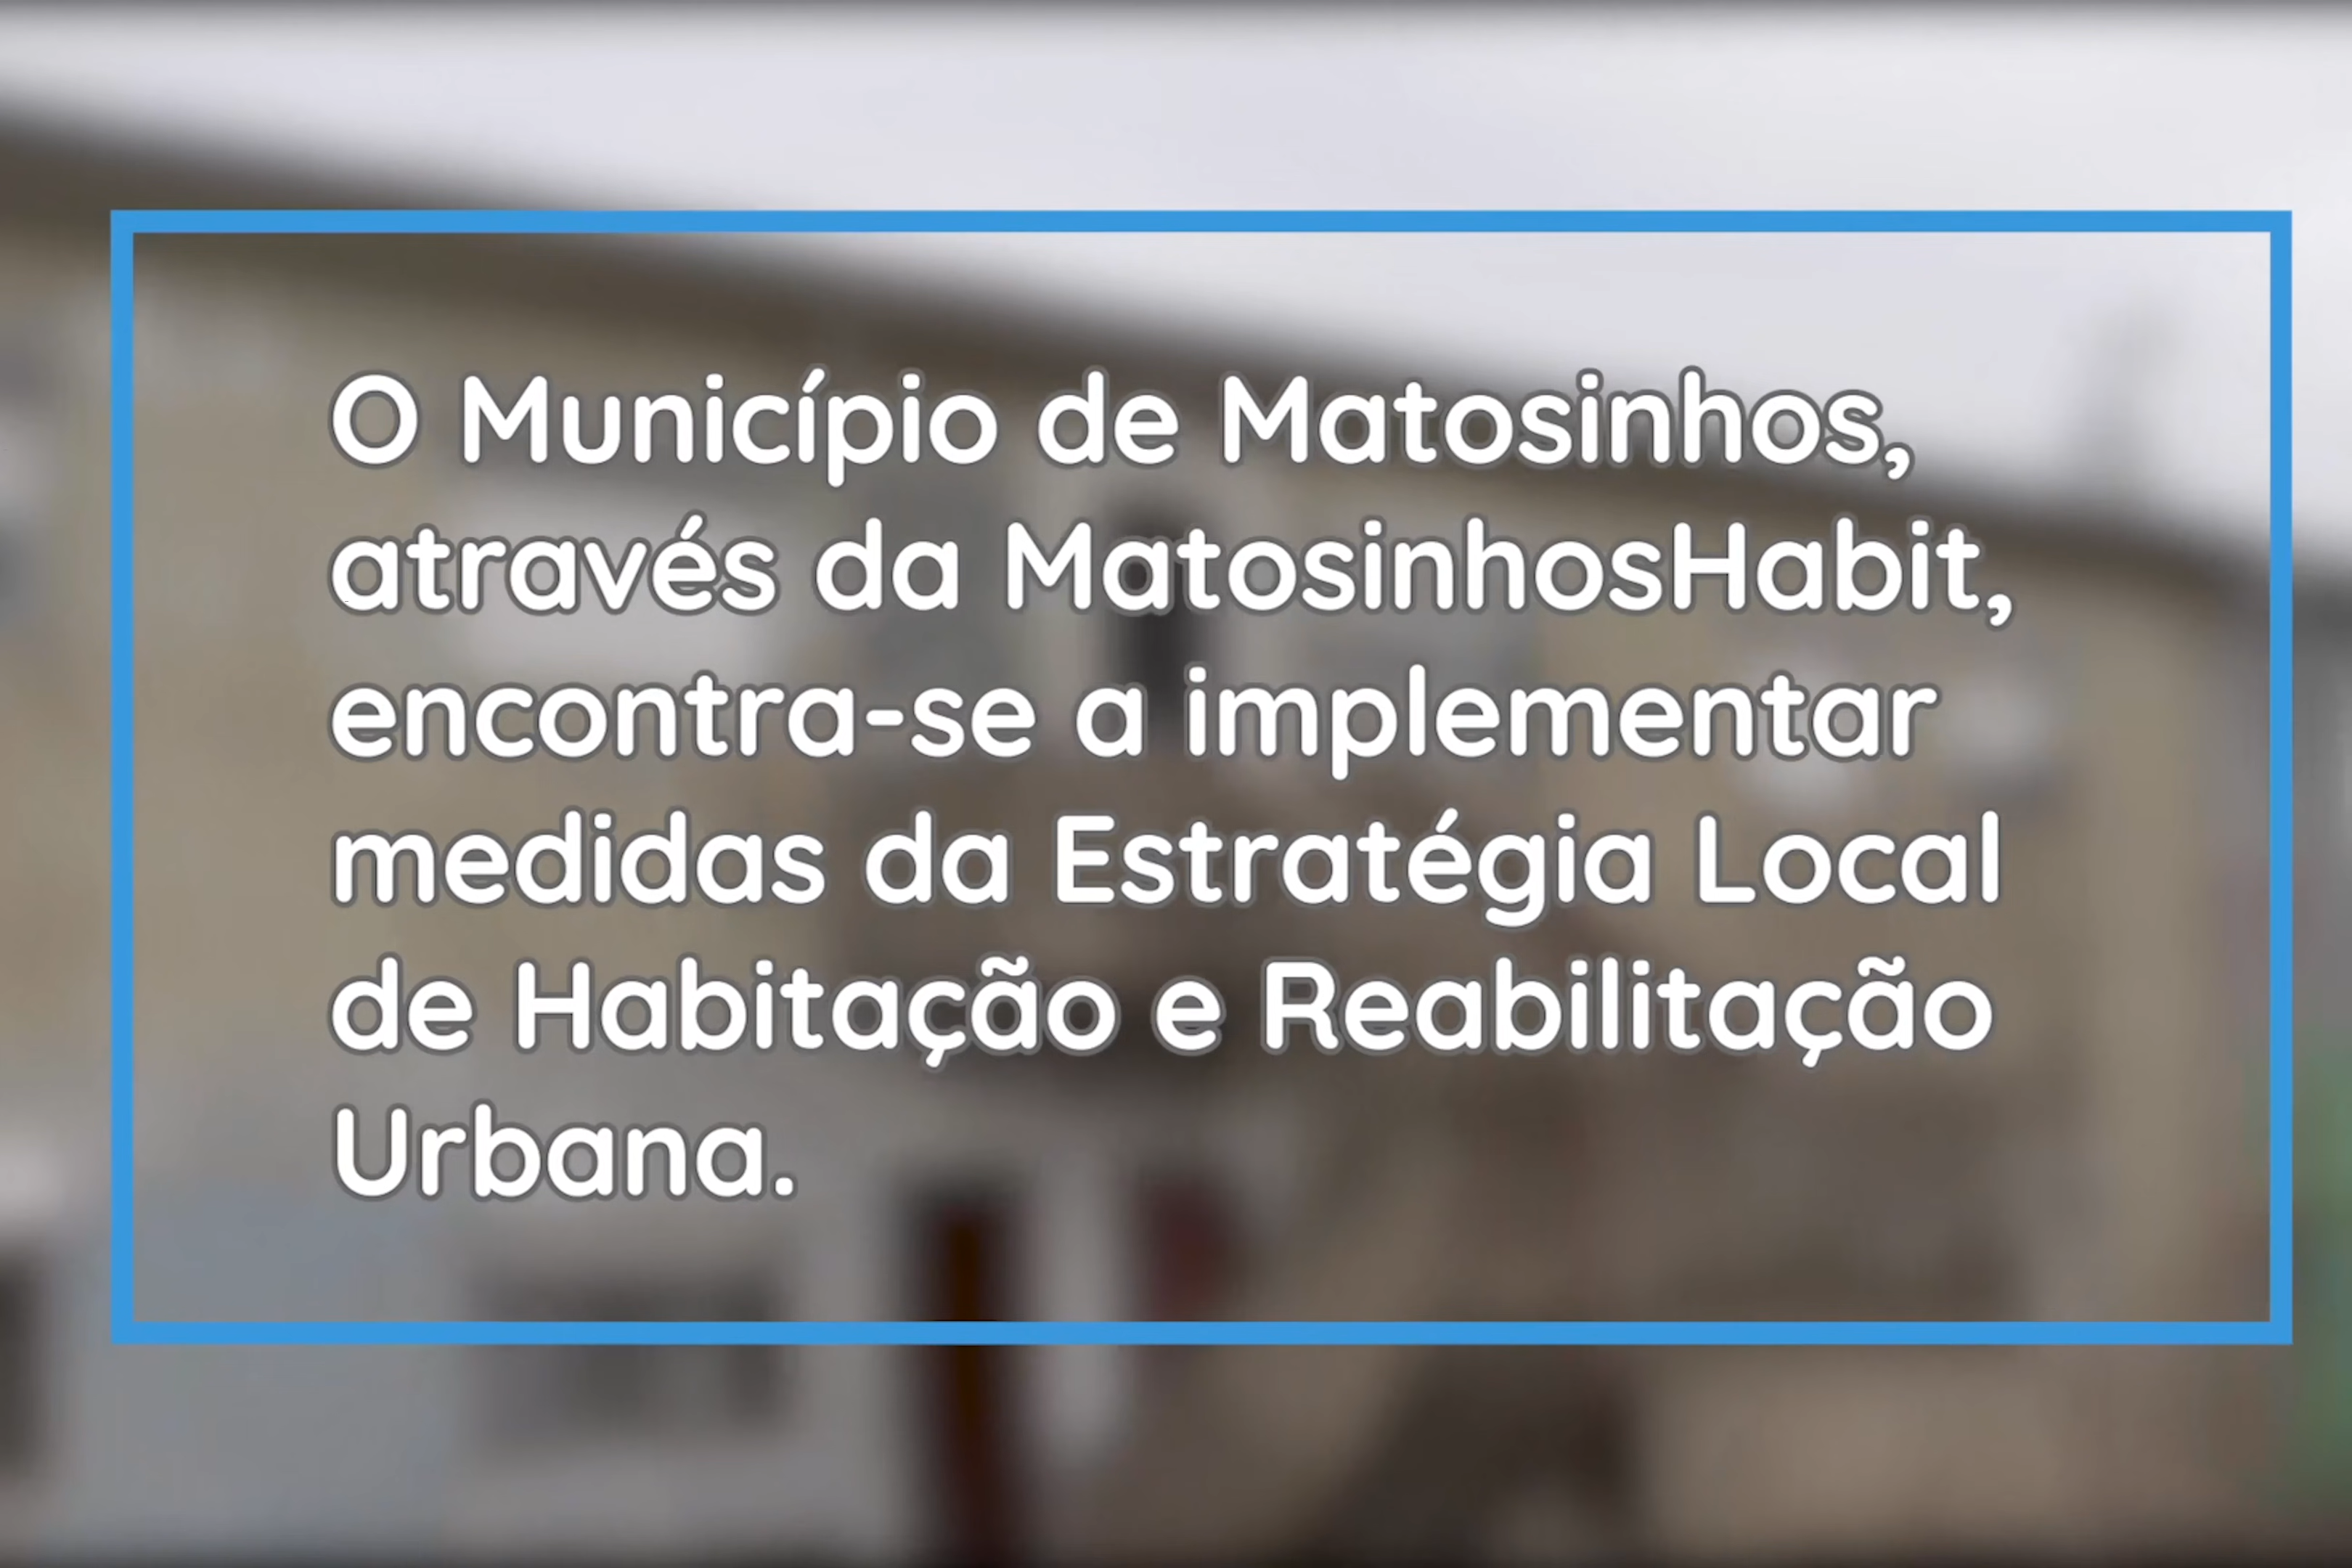 O Município de Matosinhos,
através da MatosinhosHabit,
encontra-se a implementar
medidas da Estratégia Local
de Habitação e Reabilitação
Urbana.